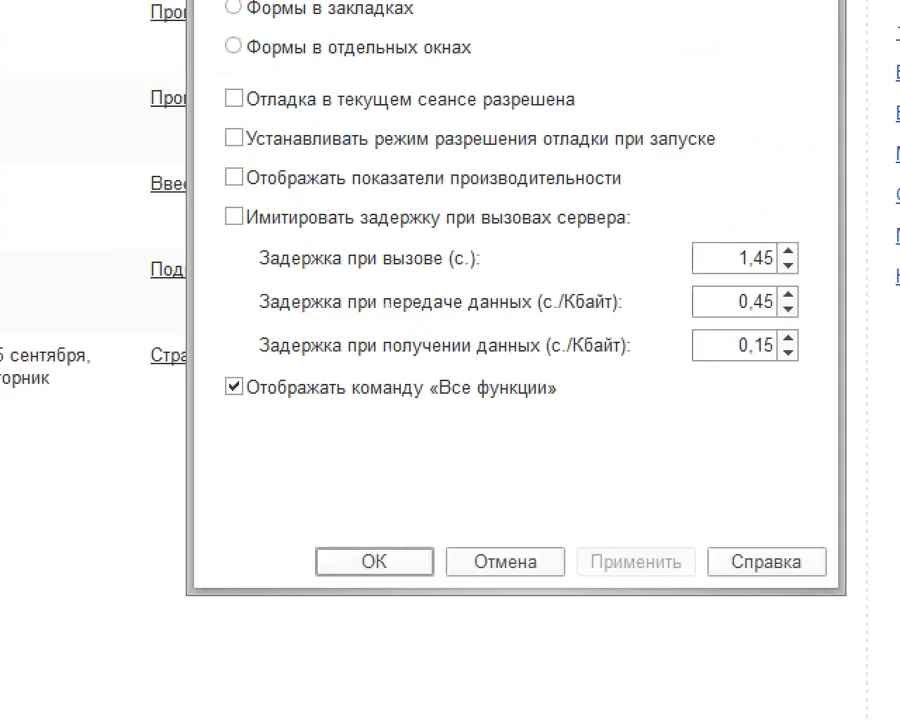 Формы в закладках
Формы в отдельных окнах
Отладка в текущем сеансе разрешена
Устанавливать режим разрешения отладки при запуске
Отображать показатели производительности
Имитировать задержку при вызовах сервера:
Задержка при вызове (с.): 1,45
Задержка при передаче данных (с./Кбайт): 0,45
Задержка при получении данных (с./Кбайт): 0,15
сентября,
Отображать команду «Все функции»
ОК Отмена Применить Справка